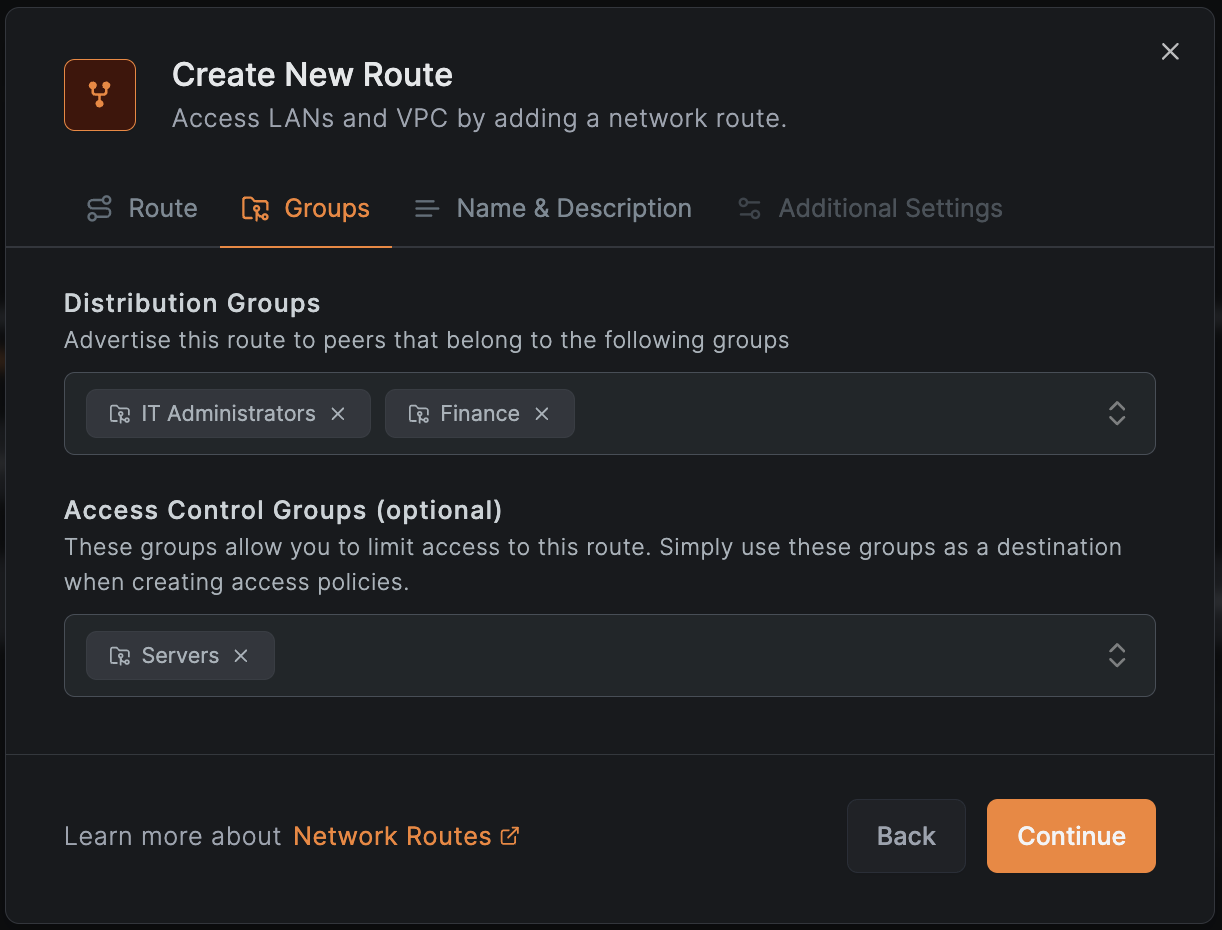 Create New Route
Access LANs and VPC by adding a network route.
Route
Groups
Name & Description
Additional Settings
Distribution Groups
Advertise this route to peers that belong to the following groups
IT Administrators
Finance
Access Control Groups (optional)
These groups allow you to limit access to this route. Simply use these groups as a destination
when creating access policies.
Servers
Learn more about Network Routes
Back
Continue